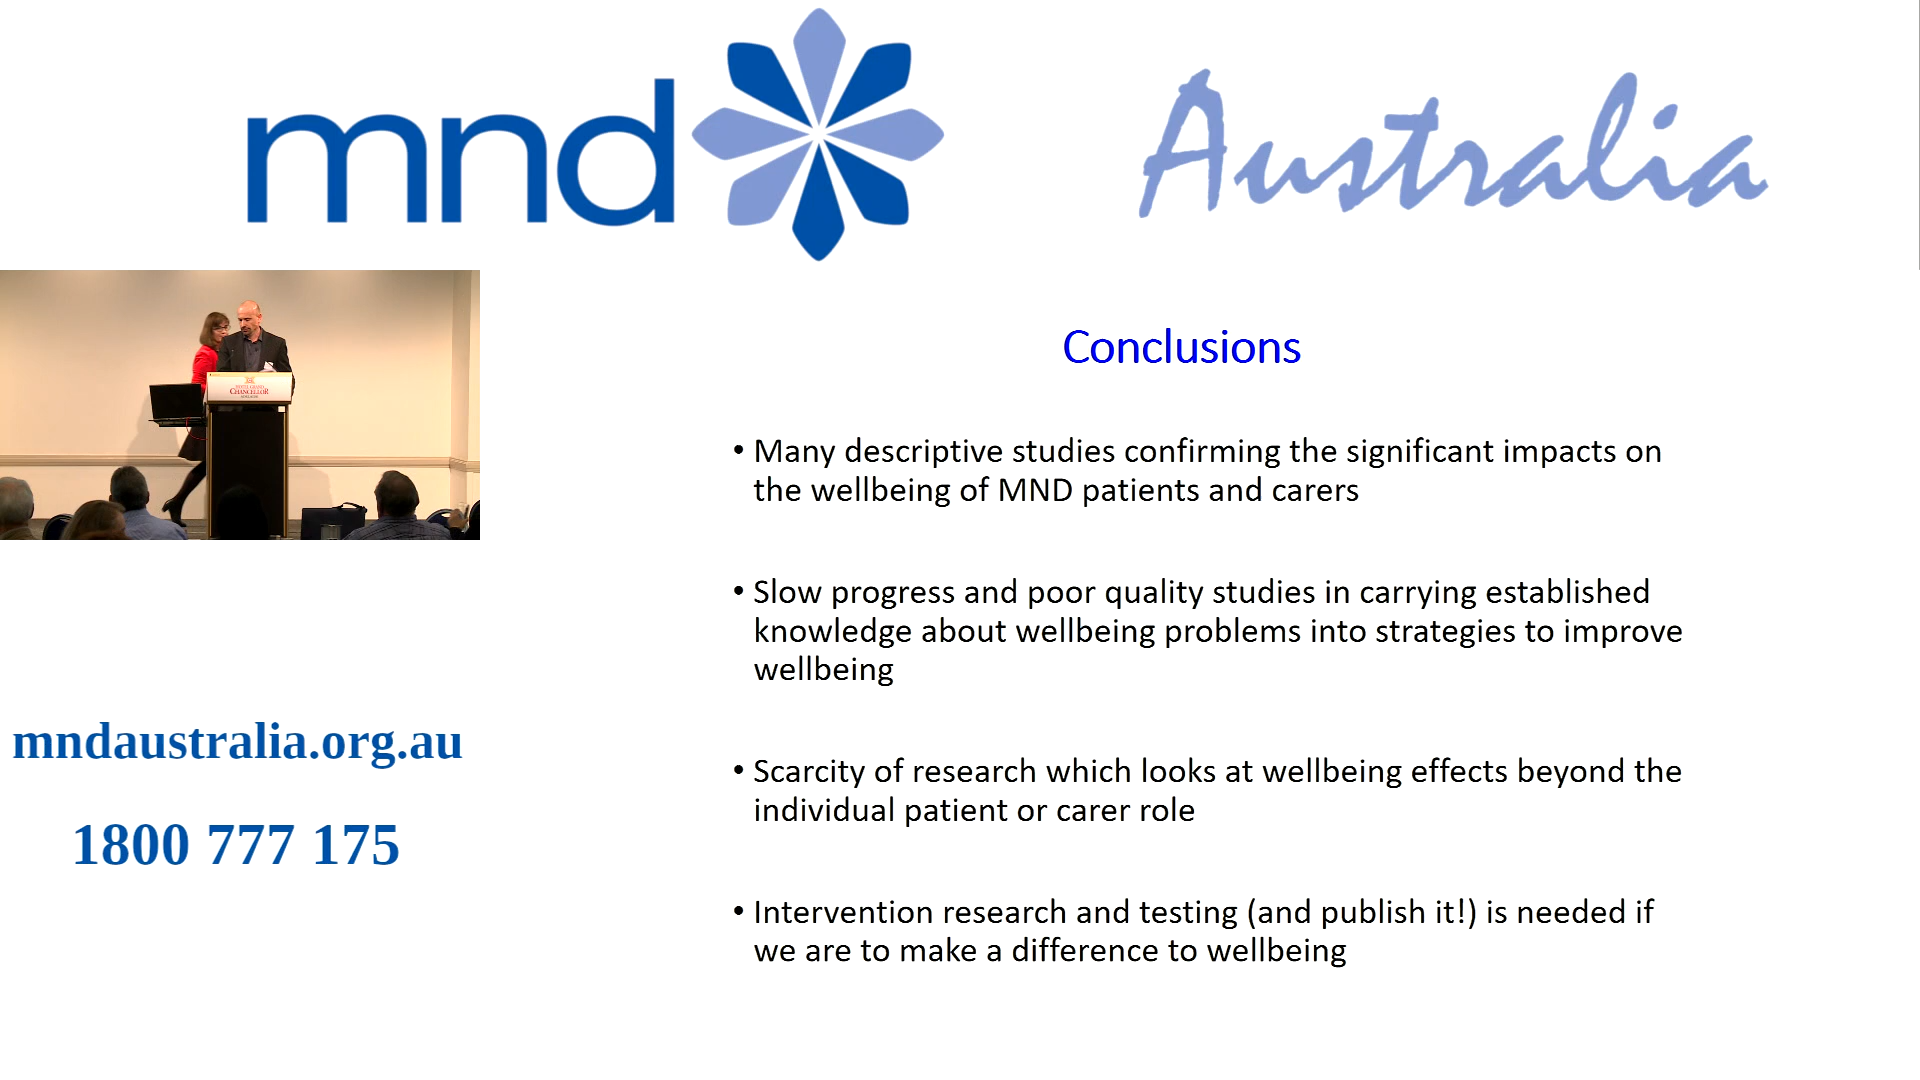 mnd Australia
CHANCELLOR
Conclusions
• Many descriptive studies confirming the significant impacts on
the wellbeing of MND patients and carers
• Slow progress and poor quality studies in carrying established
knowledge about wellbeing problems into strategies to improve
wellbeing
• Scarcity of research which looks at wellbeing effects beyond the
individual patient or carer role
• Intervention research and testing (and publish it!) is needed if
we are to make a difference to wellbeing
mndaustralia.org.au
1800 777 175